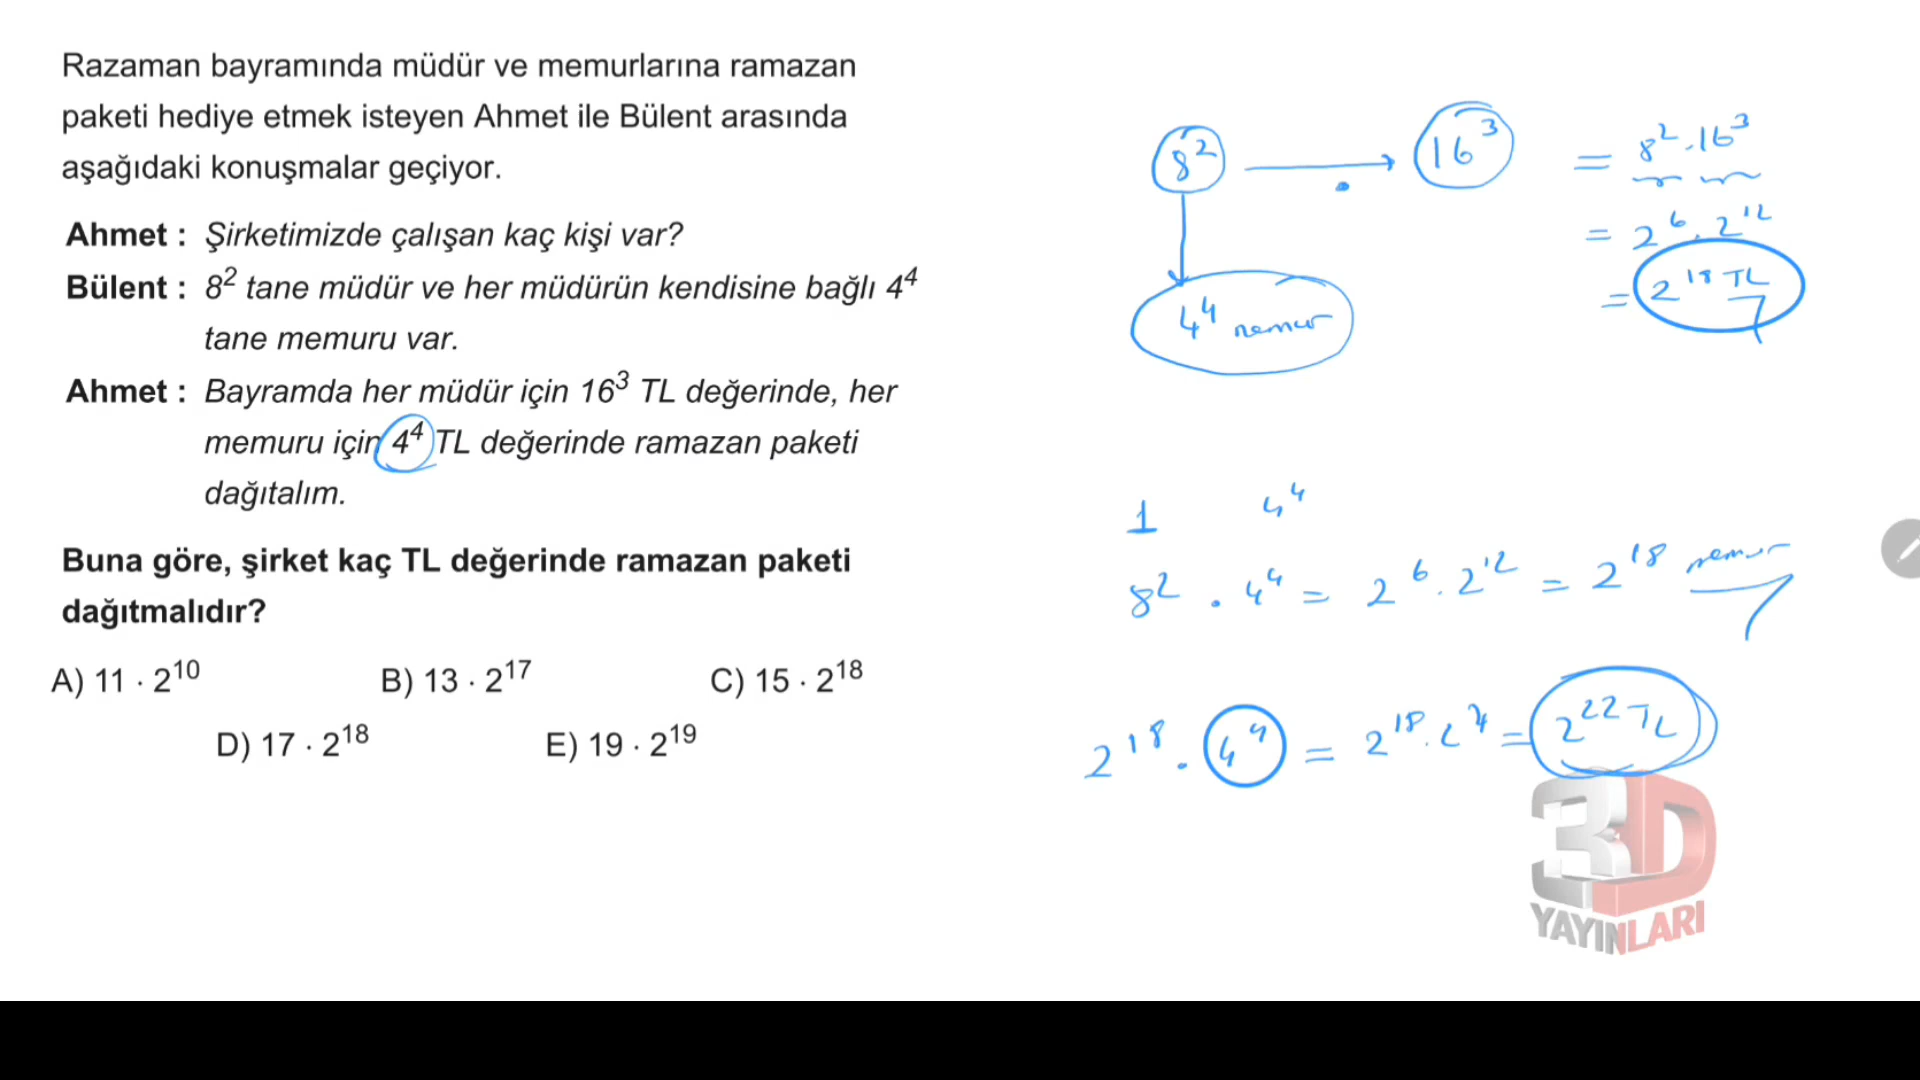 Razaman bayramında müdür ve memurlarına ramazan
paketi hediye etmek isteyen Ahmet ile Bülent arasında
aşağıdaki konuşmalar geçiyor.
Ahmet : Şirketimizde çalışan kaç kişi var?
Bülent : 8² tane müdür ve her müdürün kendisine bağlı 4⁴
tane memuru var.
Ahmet : Bayramda her müdür için 16³ TL değerinde, her
memuru için 4⁴ TL değerinde ramazan paketi
dağıtalım.
Buna göre, şirket kaç TL değerinde ramazan paketi
dağıtmalıdır?
A) 11 · 2¹⁰ B) 13 · 2¹⁷ C) 15 · 2¹⁸
D) 17 · 2¹⁸ E) 19 · 2¹⁹
8² → 16³ = 8² . 16³
= 2⁶ . 2¹²
= 2¹⁸ TL
4⁴ memur
1 4⁴
8² . 4⁴ = 2⁶ . 2¹² = 2¹⁸ memur
2¹⁸ . 4⁴ = 2¹⁸ . 2⁴ = 2²² TL
3D
YAYINLARI